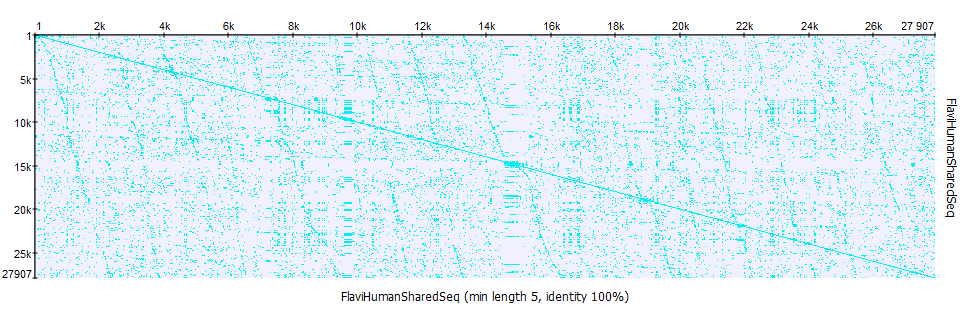 1 2k 4k 6k 8k 10k 12k 14k 16k 18k 20k 22k 24k 26k 27 907
1
5k
10k
15k
20k
25k
27907
FlaviHumanSharedSeq
FlaviHumanSharedSeq (min length 5, identity 100%)